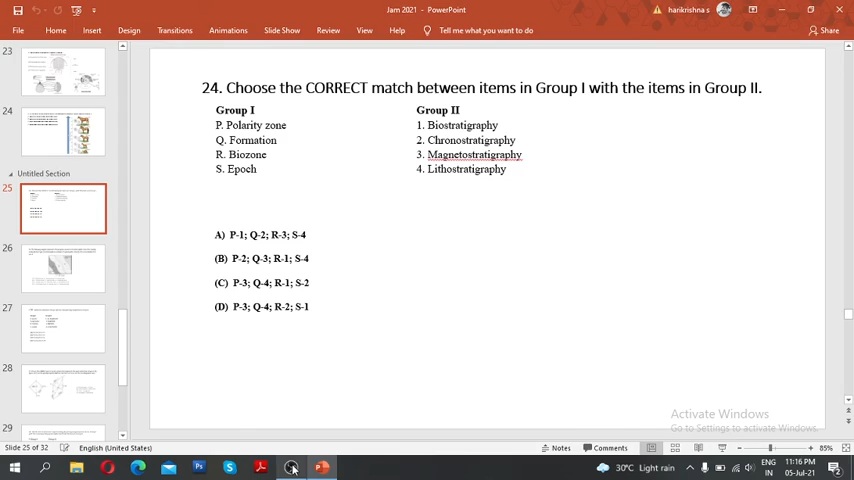 Jam 2021 - PowerPoint
harikrishna s
File Home Insert Draw Design Transitions Animations Slide Show Review View Help Tell me what you want to do Share
23
24
Untitled Section
25
26
27
28
29
24. Choose the CORRECT match between items in Group I with the items in Group II.
Group I Group II
P. Polarity zone 1. Biostratigraphy
Q. Formation 2. Chronostratigraphy
R. Biozone 3. Magnetostratigraphy
S. Epoch 4. Lithostratigraphy
A) P-1; Q-2; R-3; S-4
(B) P-2; Q-3; R-1; S-4
(C) P-3; Q-4; R-1; S-2
(D) P-3; Q-4; R-2; S-1
Activate Windows
Go to Settings to activate Windows.
Slide 25 of 32 English (United States) Notes Comments 85%
30°C Light rain ENG IN 11:16 PM 05-Jul-21 2